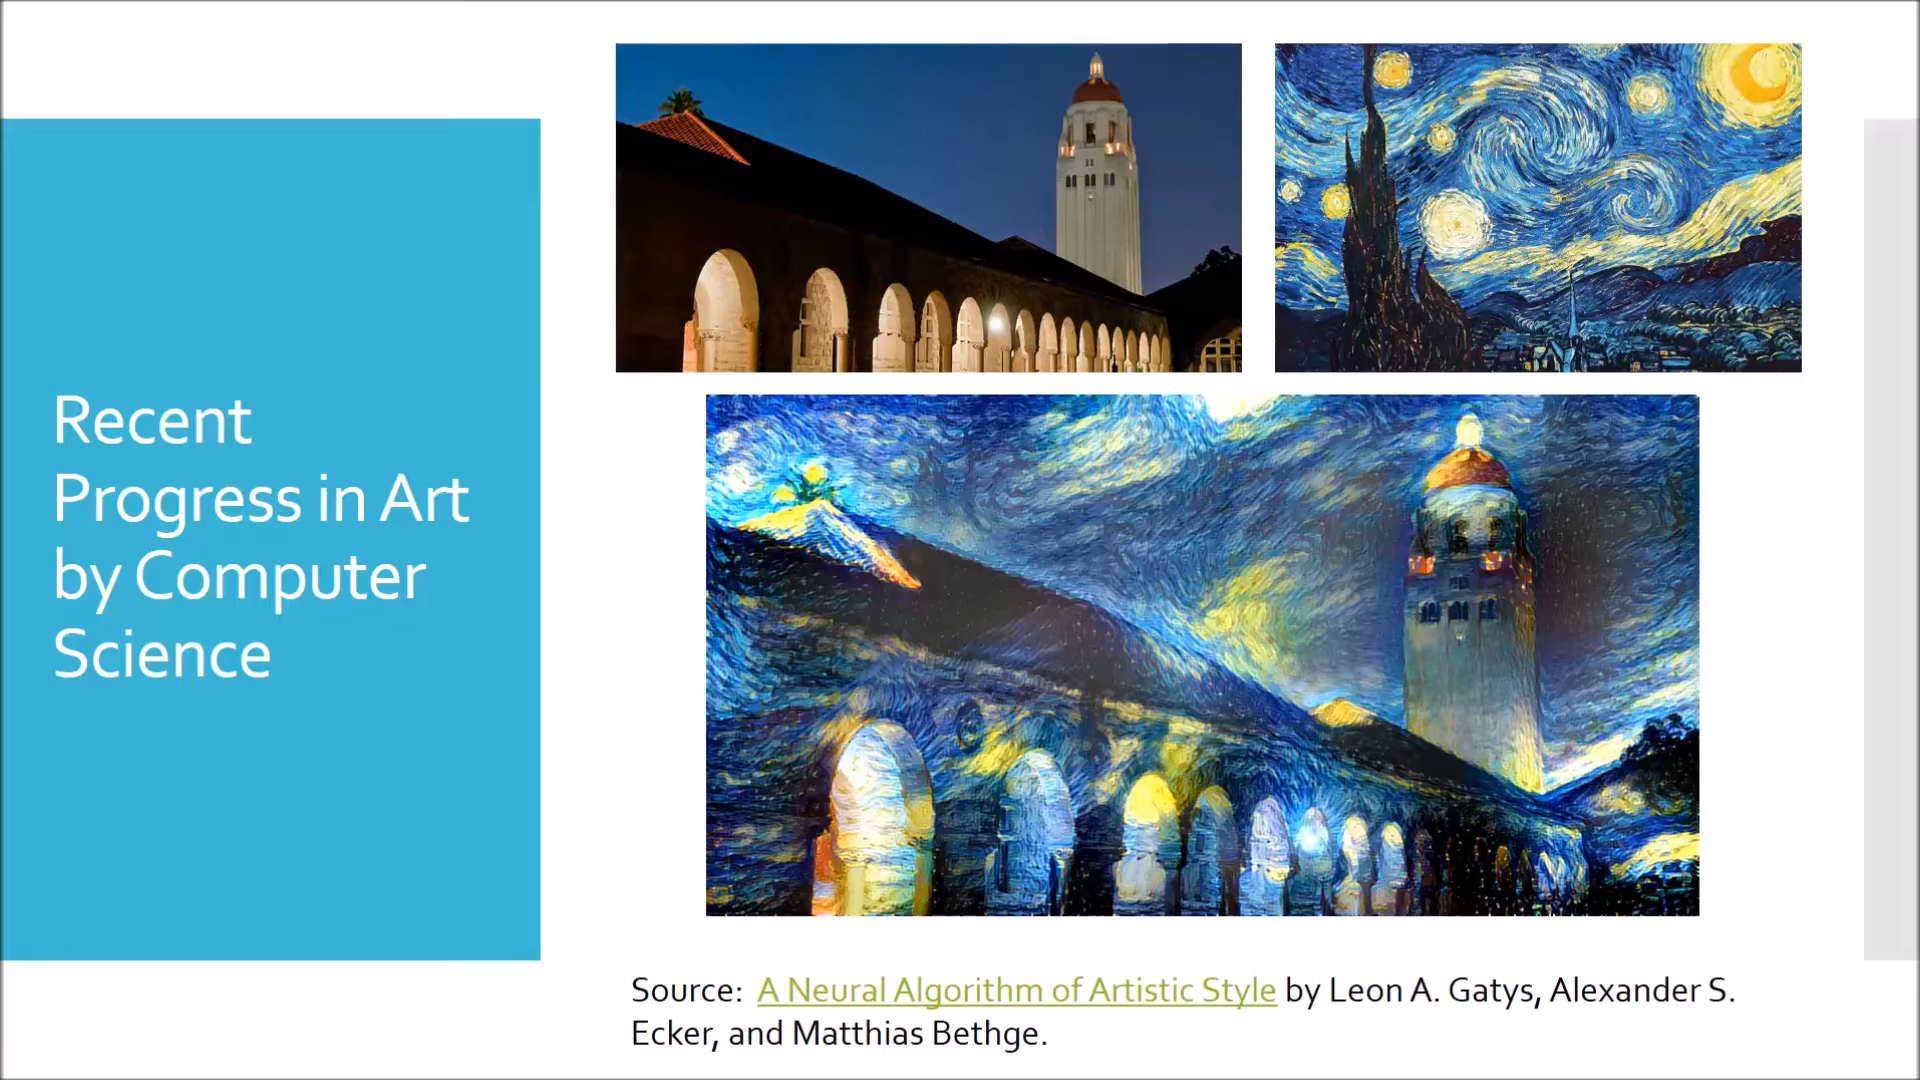 Recent
Progress in Art
by Computer
Science
Source: A Neural Algorithm of Artistic Style by Leon A. Gatys, Alexander S.
Ecker, and Matthias Bethge.